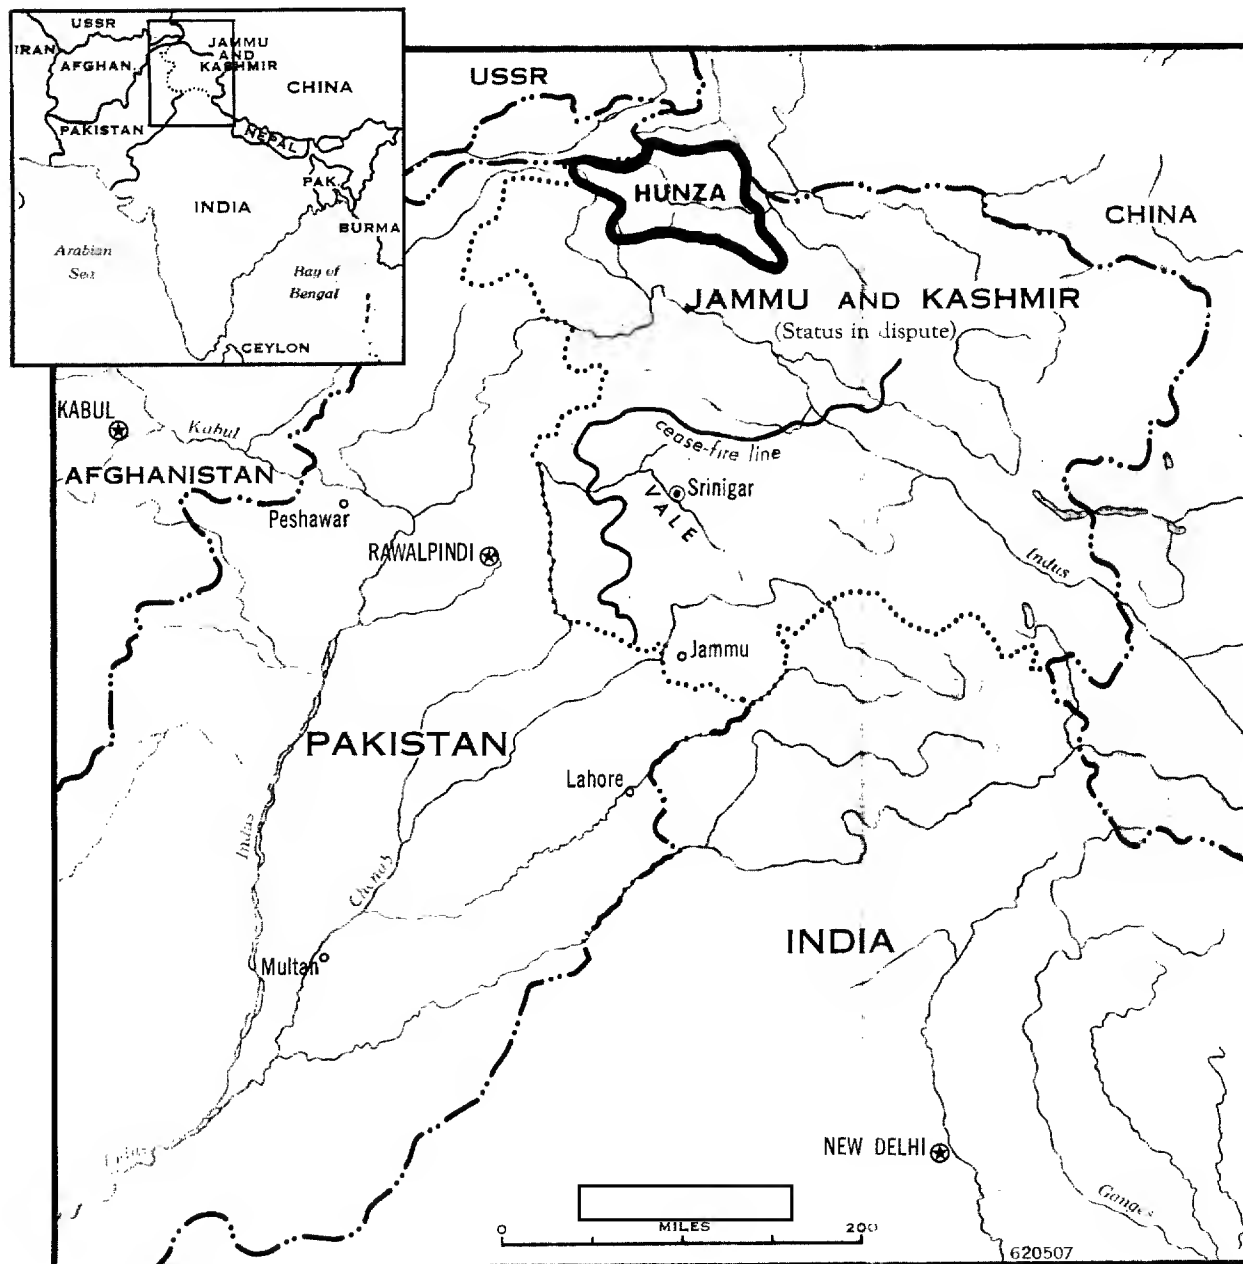 USSR
IRAN
AFGHAN.
JAMMU
AND
KASHMIR
CHINA
PAKISTAN
NEPAL
PAK.
INDIA
BURMA
Arabian
Sea
Bay of
Bengal
CEYLON
USSR
HUNZA
CHINA
JAMMU AND KASHMIR
(Status in dispute)
KABUL
Kabul
cease-fire line
AFGHANISTAN
Srinigar
VALE
Peshawar
RAWALPINDI
Indus
Jammu
PAKISTAN
Lahore
Indus
Chenab
INDIA
Multan
Indus
NEW DELHI
Ganges
0 MILES 200
620507